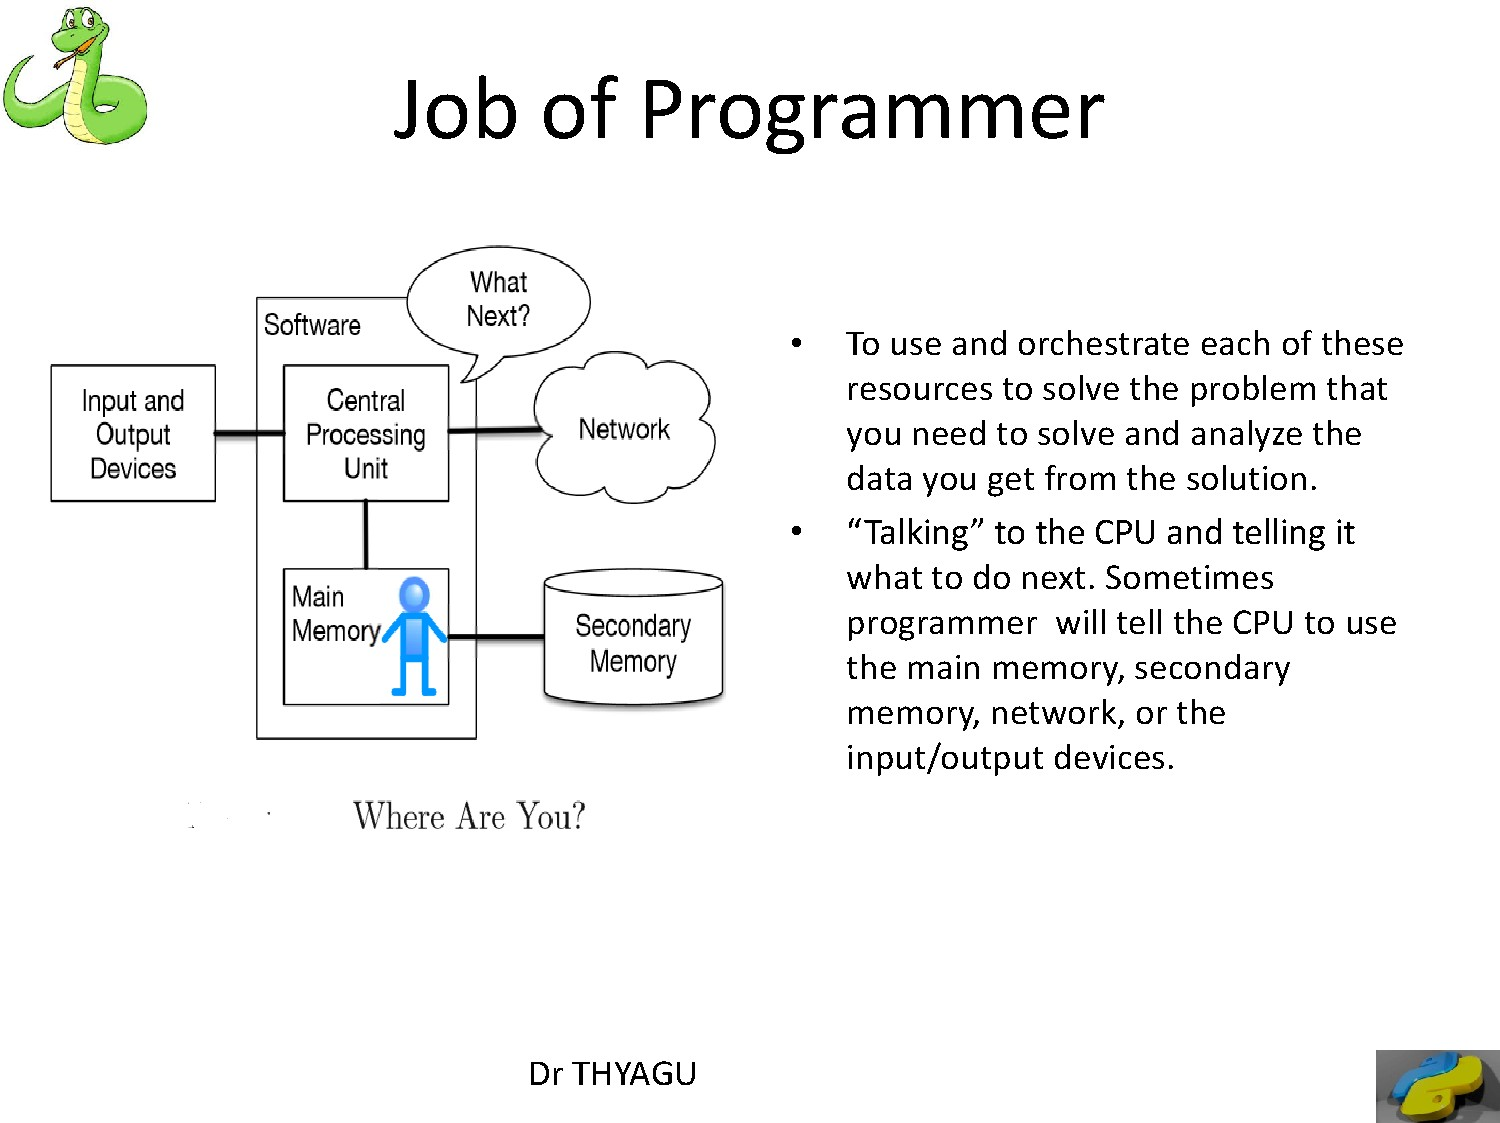 Job of Programmer
What
Next?
Software
Input and
Output
Devices
Central
Processing
Unit
Network
Main
Memory
Secondary
Memory
Where Are You?
• To use and orchestrate each of these
resources to solve the problem that
you need to solve and analyze the
data you get from the solution.
• “Talking” to the CPU and telling it
what to do next. Sometimes
programmer  will tell the CPU to use
the main memory, secondary
memory, network, or the
input/output devices.
Dr THYAGU